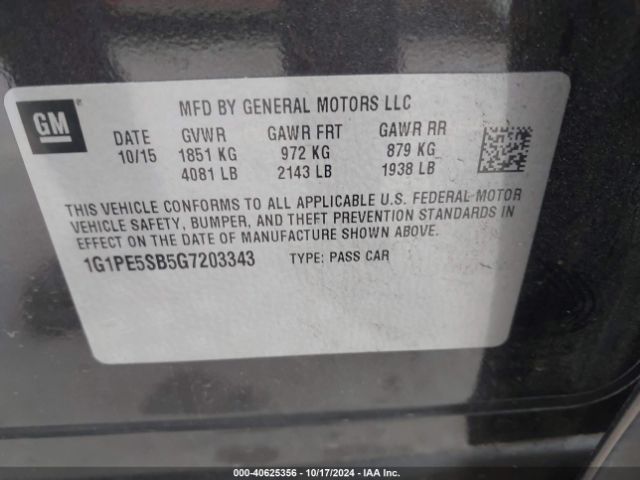 GM
MFD BY GENERAL MOTORS LLC
DATE GVWR GAWR FRT GAWR RR
10/15 1851 KG 972 KG 879 KG
4081 LB 2143 LB 1938 LB
THIS VEHICLE CONFORMS TO ALL APPLICABLE U.S. FEDERAL MOTOR
VEHICLE SAFETY, BUMPER, AND THEFT PREVENTION STANDARDS IN
EFFECT ON THE DATE OF MANUFACTURE SHOWN ABOVE.
1G1PE5SB5G7203343 TYPE: PASS CAR
000-40625356 | 10/17/2024 | IAA Inc.